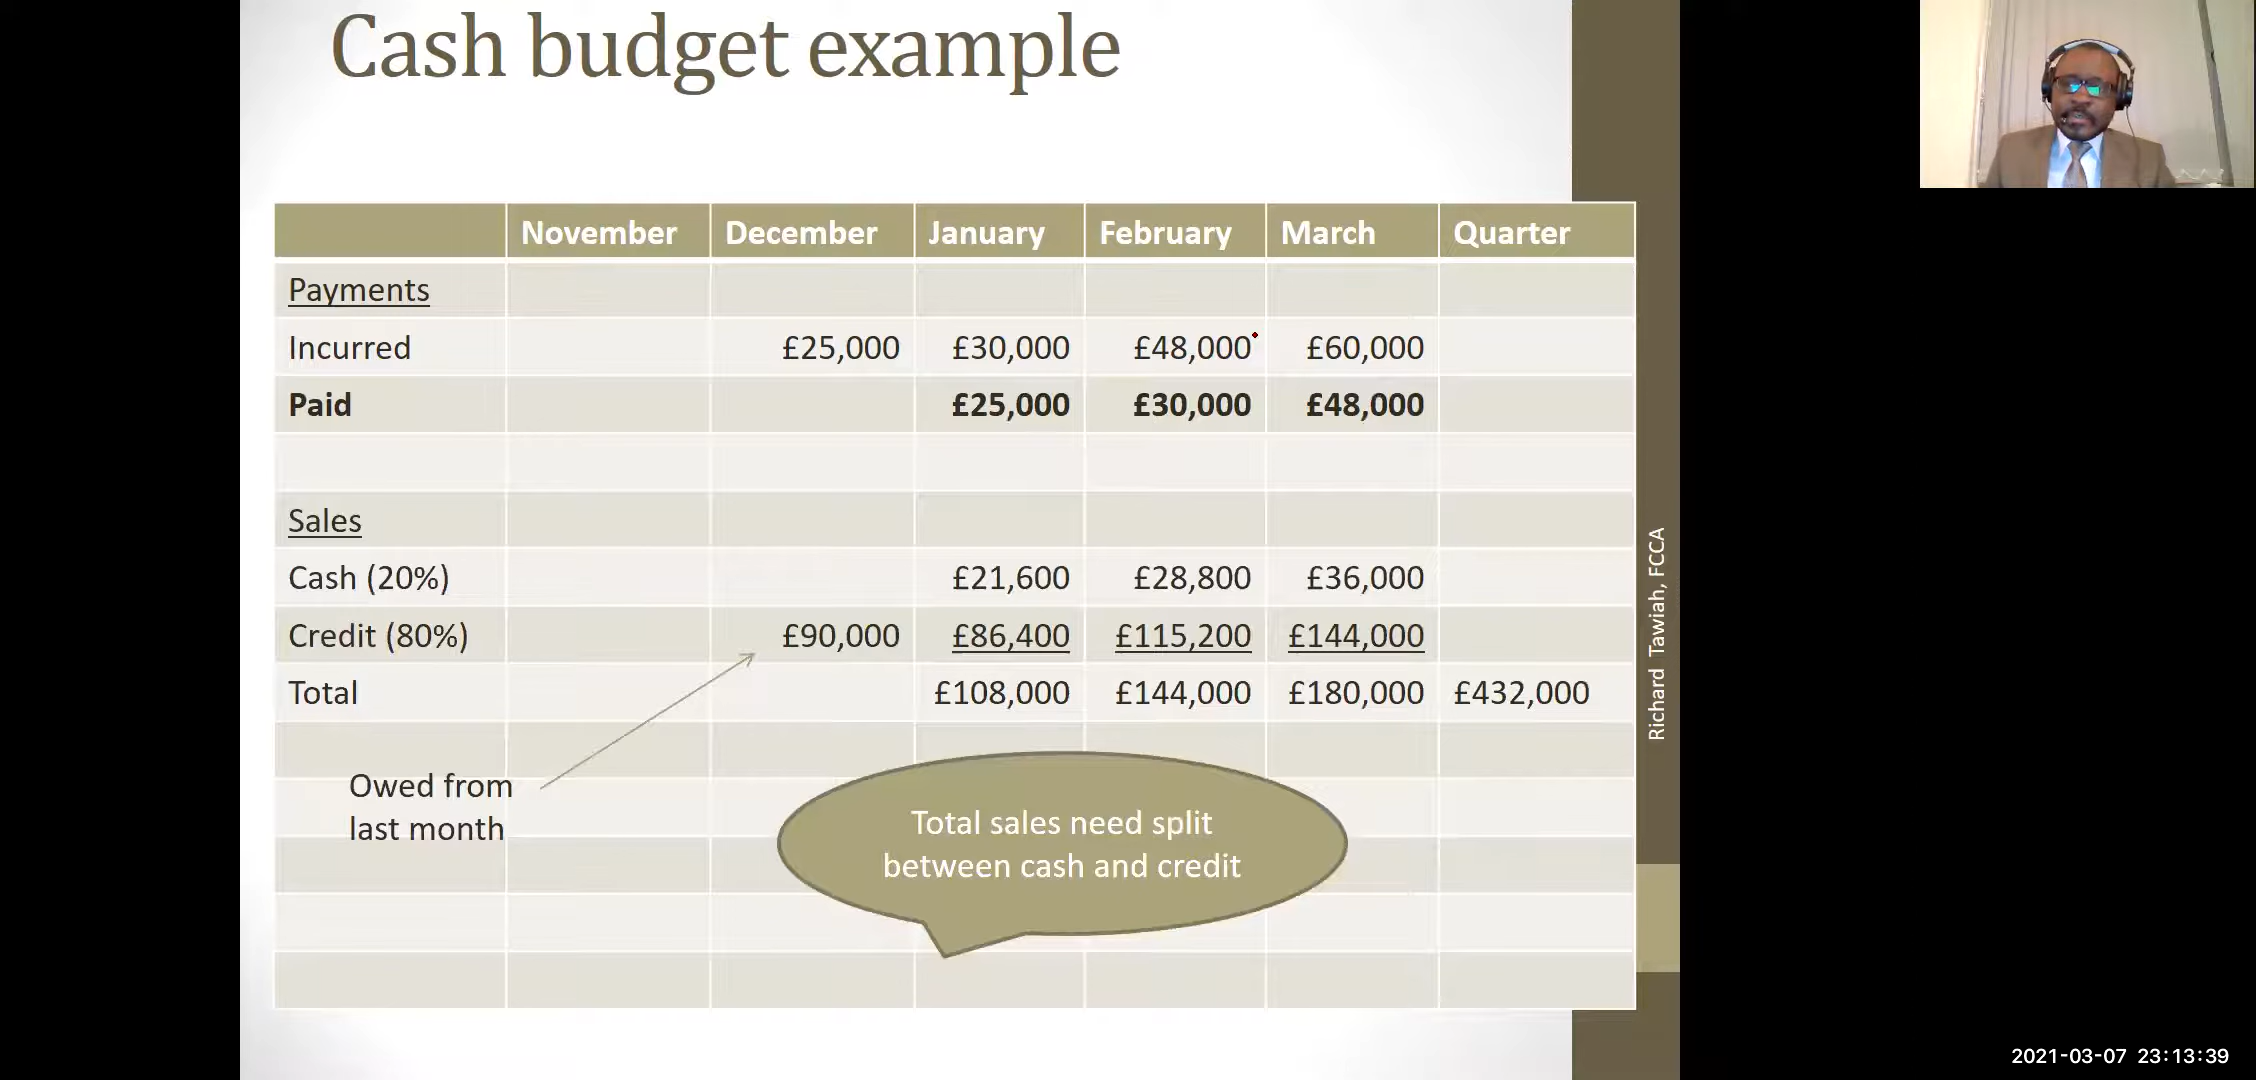 Cash budget example
November December January February March Quarter
Payments
Incurred £25,000 £30,000 £48,000 £60,000
Paid £25,000 £30,000 £48,000
Sales
Cash (20%) £21,600 £28,800 £36,000
Credit (80%) £90,000 £86,400 £115,200 £144,000
Total £108,000 £144,000 £180,000 £432,000
Owed from
last month
Total sales need split
between cash and credit
Richard Tawiah, FCCA
2021-03-07 23:13:39